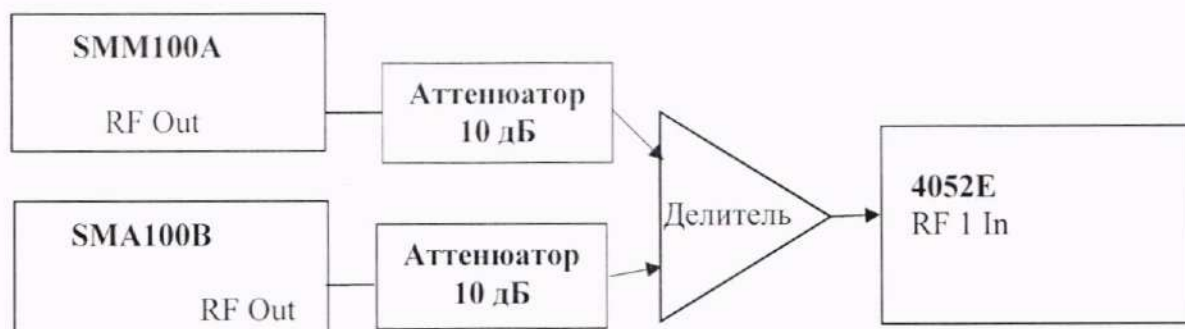 SMM100A
RF Out
Аттенюатор
10 дБ
SMA100B
RF Out
Аттенюатор
10 дБ
Делитель
4052E
RF 1 In